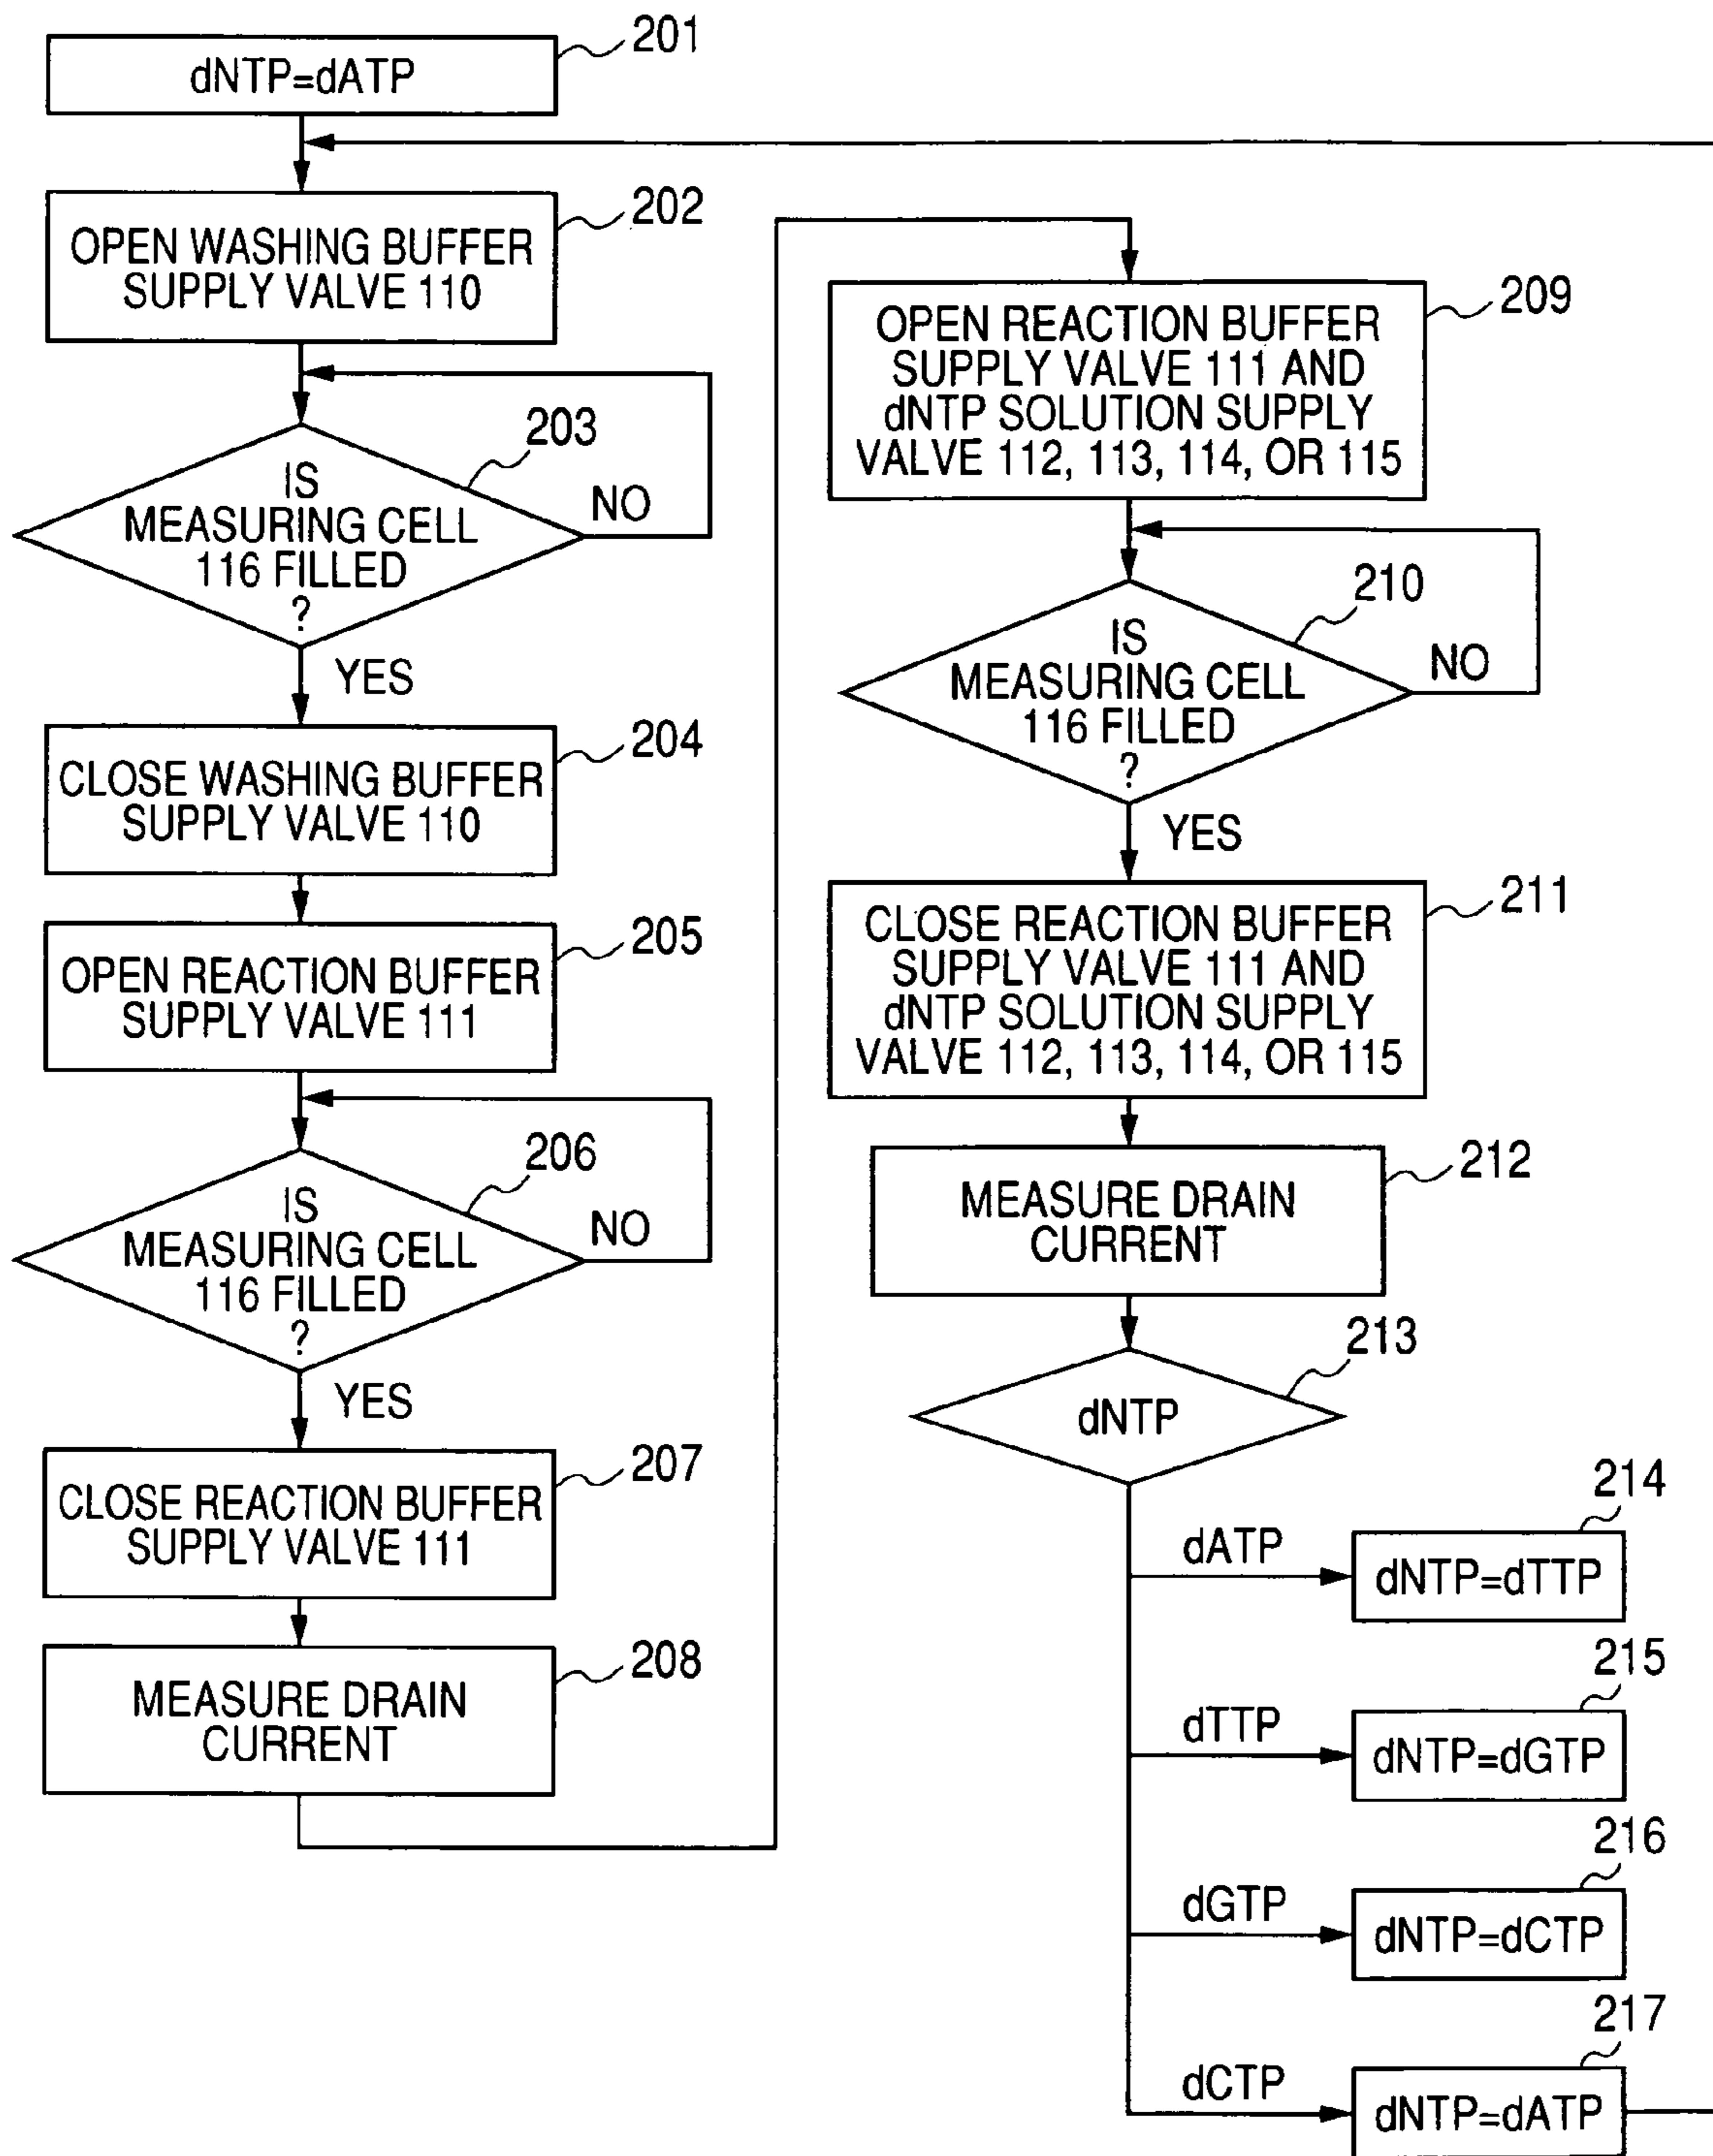 201
dNTP=dATP
202
OPEN WASHING BUFFER
SUPPLY VALVE 110
203
IS
MEASURING CELL
116 FILLED
?
NO
YES
204
CLOSE WASHING BUFFER
SUPPLY VALVE 110
205
OPEN REACTION BUFFER
SUPPLY VALVE 111
206
IS
MEASURING CELL
116 FILLED
?
NO
YES
207
CLOSE REACTION BUFFER
SUPPLY VALVE 111
208
MEASURE DRAIN
CURRENT
209
OPEN REACTION BUFFER
SUPPLY VALVE 111 AND
dNTP SOLUTION SUPPLY
VALVE 112, 113, 114, OR 115
210
IS
MEASURING CELL
116 FILLED
?
NO
YES
211
CLOSE REACTION BUFFER
SUPPLY VALVE 111 AND
dNTP SOLUTION SUPPLY
VALVE 112, 113, 114, OR 115
212
MEASURE DRAIN
CURRENT
213
dNTP
214
dATP
dNTP=dTTP
215
dTTP
dNTP=dGTP
216
dGTP
dNTP=dCTP
217
dCTP
dNTP=dATP